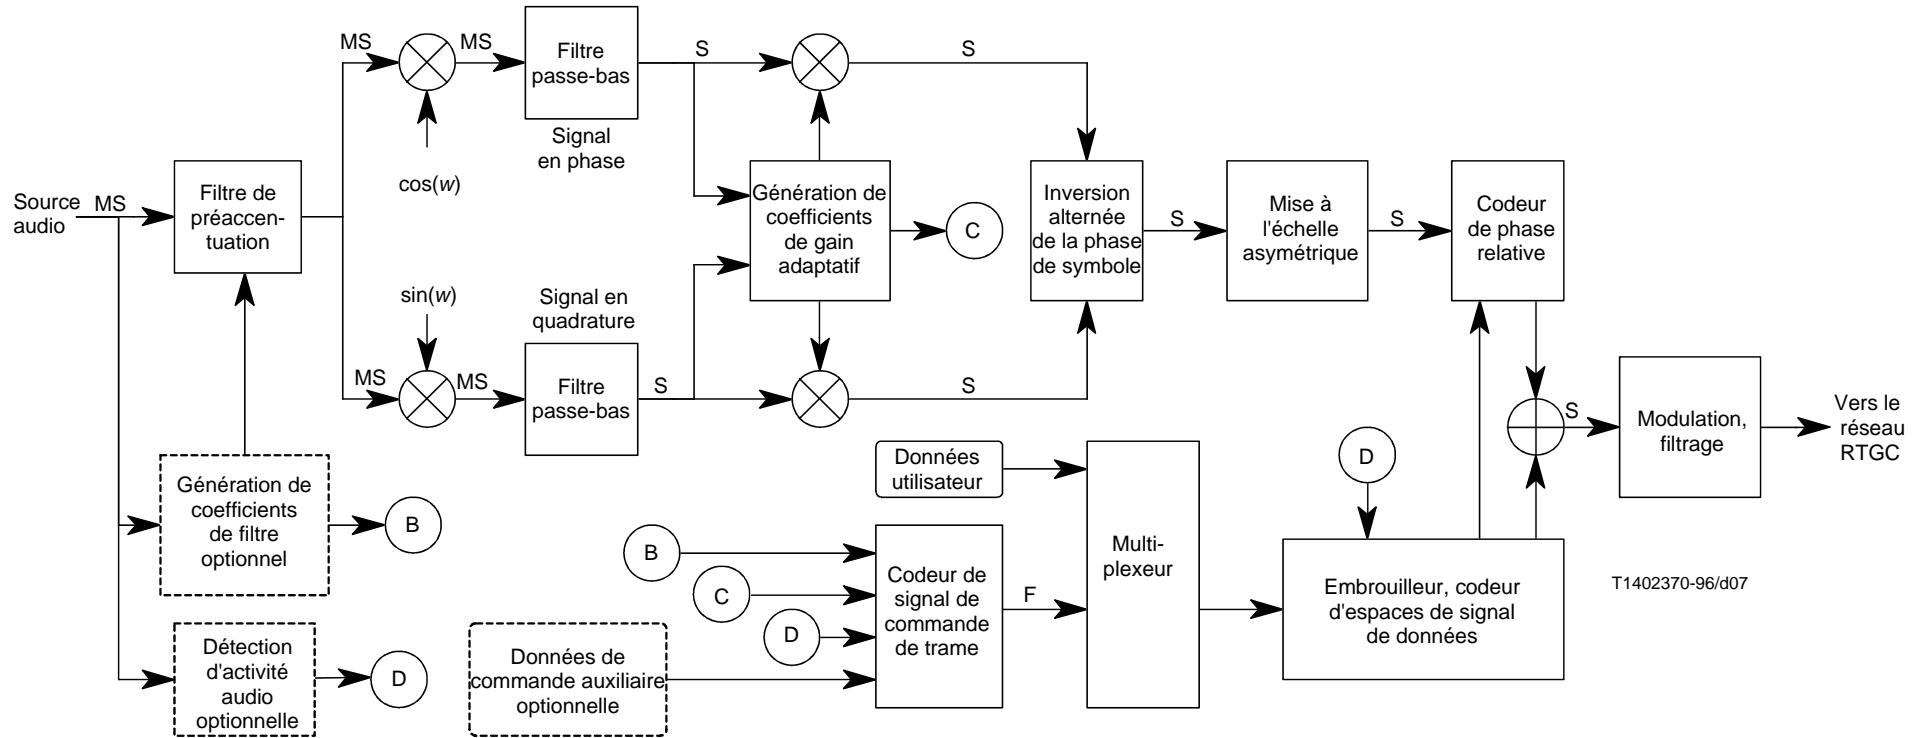 MS
MS
Filtre
passe-bas
S
S
Signal
en phase
cos(w)
Source
audio
MS
Filtre de
préaccen-
tuation
Génération de
coefficients
de gain
adaptatif
C
Inversion
alternée
de la phase
de symbole
S
Mise à
l'échelle
asymétrique
S
Codeur
de phase
relative
sin(w)
Signal en
quadrature
MS
MS
Filtre
passe-bas
S
S
S
Modulation,
filtrage
Vers le
réseau
RTGC
Génération de
coefficients
de filtre
optionnel
B
Données
utilisateur
D
B
C
D
Codeur de
signal de
commande
de trame
F
Multi-
plexeur
Embrouilleur, codeur
d'espaces de signal
de données
T1402370-96/d07
Détection
d'activité
audio
optionnelle
D
Données de
commande auxiliaire
optionnelle